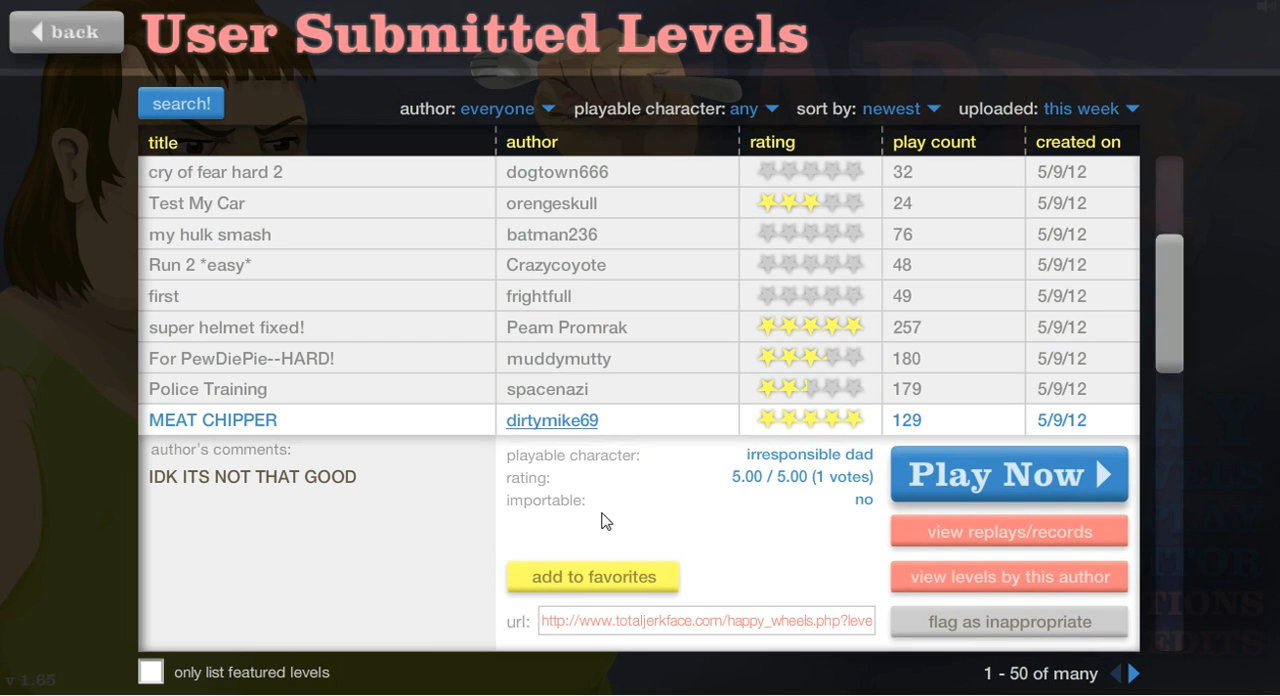 back
User Submitted Levels
search!
author: everyone playable character: any sort by: newest uploaded: this week
title author rating play count created on
cry of fear hard 2 dogtown666 32 5/9/12
Test My Car orengeskull 24 5/9/12
my hulk smash batman236 76 5/9/12
Run 2 *easy* Crazycoyote 48 5/9/12
first frightfull 49 5/9/12
super helmet fixed! Peam Promrak 257 5/9/12
For PewDiePie--HARD! muddymutty 180 5/9/12
Police Training spacenazi 179 5/9/12
MEAT CHIPPER dirtymike69 129 5/9/12
author's comments:
IDK ITS NOT THAT GOOD
playable character: irresponsible dad
rating: 5.00 / 5.00 (1 votes)
importable: no
Play Now
view replays/records
add to favorites
view levels by this author
url: http://www.totaljerkface.com/happy_wheels.php?leve
flag as inappropriate
only list featured levels
1 - 50 of many
v 1.65